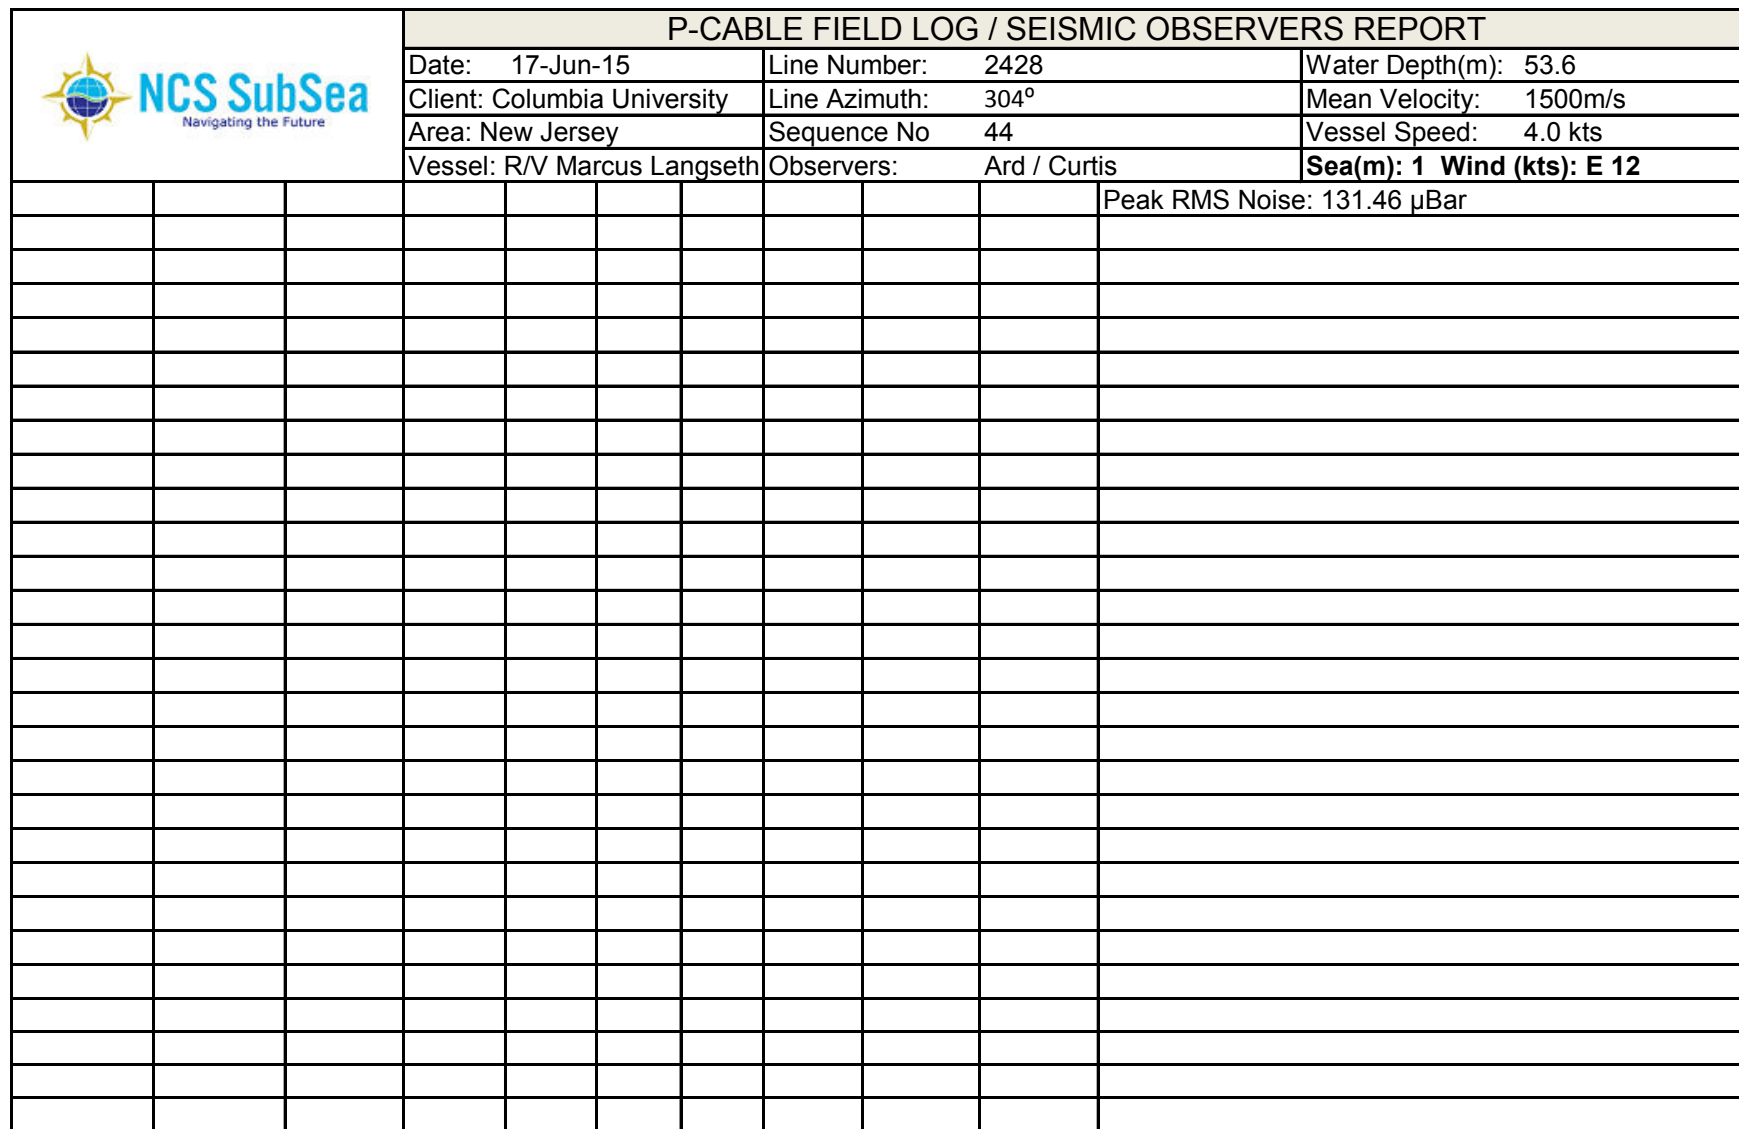 P-CABLE FIELD LOG / SEISMIC OBSERVERS REPORT
NCS SubSea
Navigating the Future
Date: 17-Jun-15 Line Number: 2428 Water Depth(m): 53.6
Client: Columbia University Line Azimuth: 304⁰ Mean Velocity: 1500m/s
Area: New Jersey Sequence No 44 Vessel Speed: 4.0 kts
Vessel: R/V Marcus Langseth Observers: Ard / Curtis Sea(m): 1 Wind (kts): E 12
Peak RMS Noise: 131.46 µBar